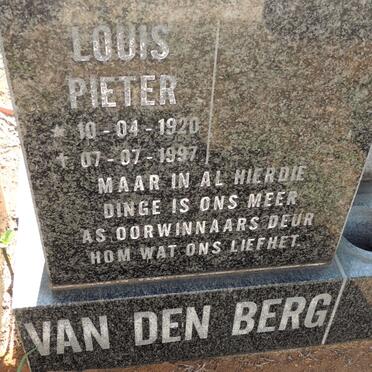 LOUIS
PIETER
* 10-04-1920
† 07-07-1997
MAAR IN AL HIERDIE
DINGE IS ONS MEER
AS OORWINNAARS DEUR
HOM WAT ONS LIEFHET.
VAN DEN BERG